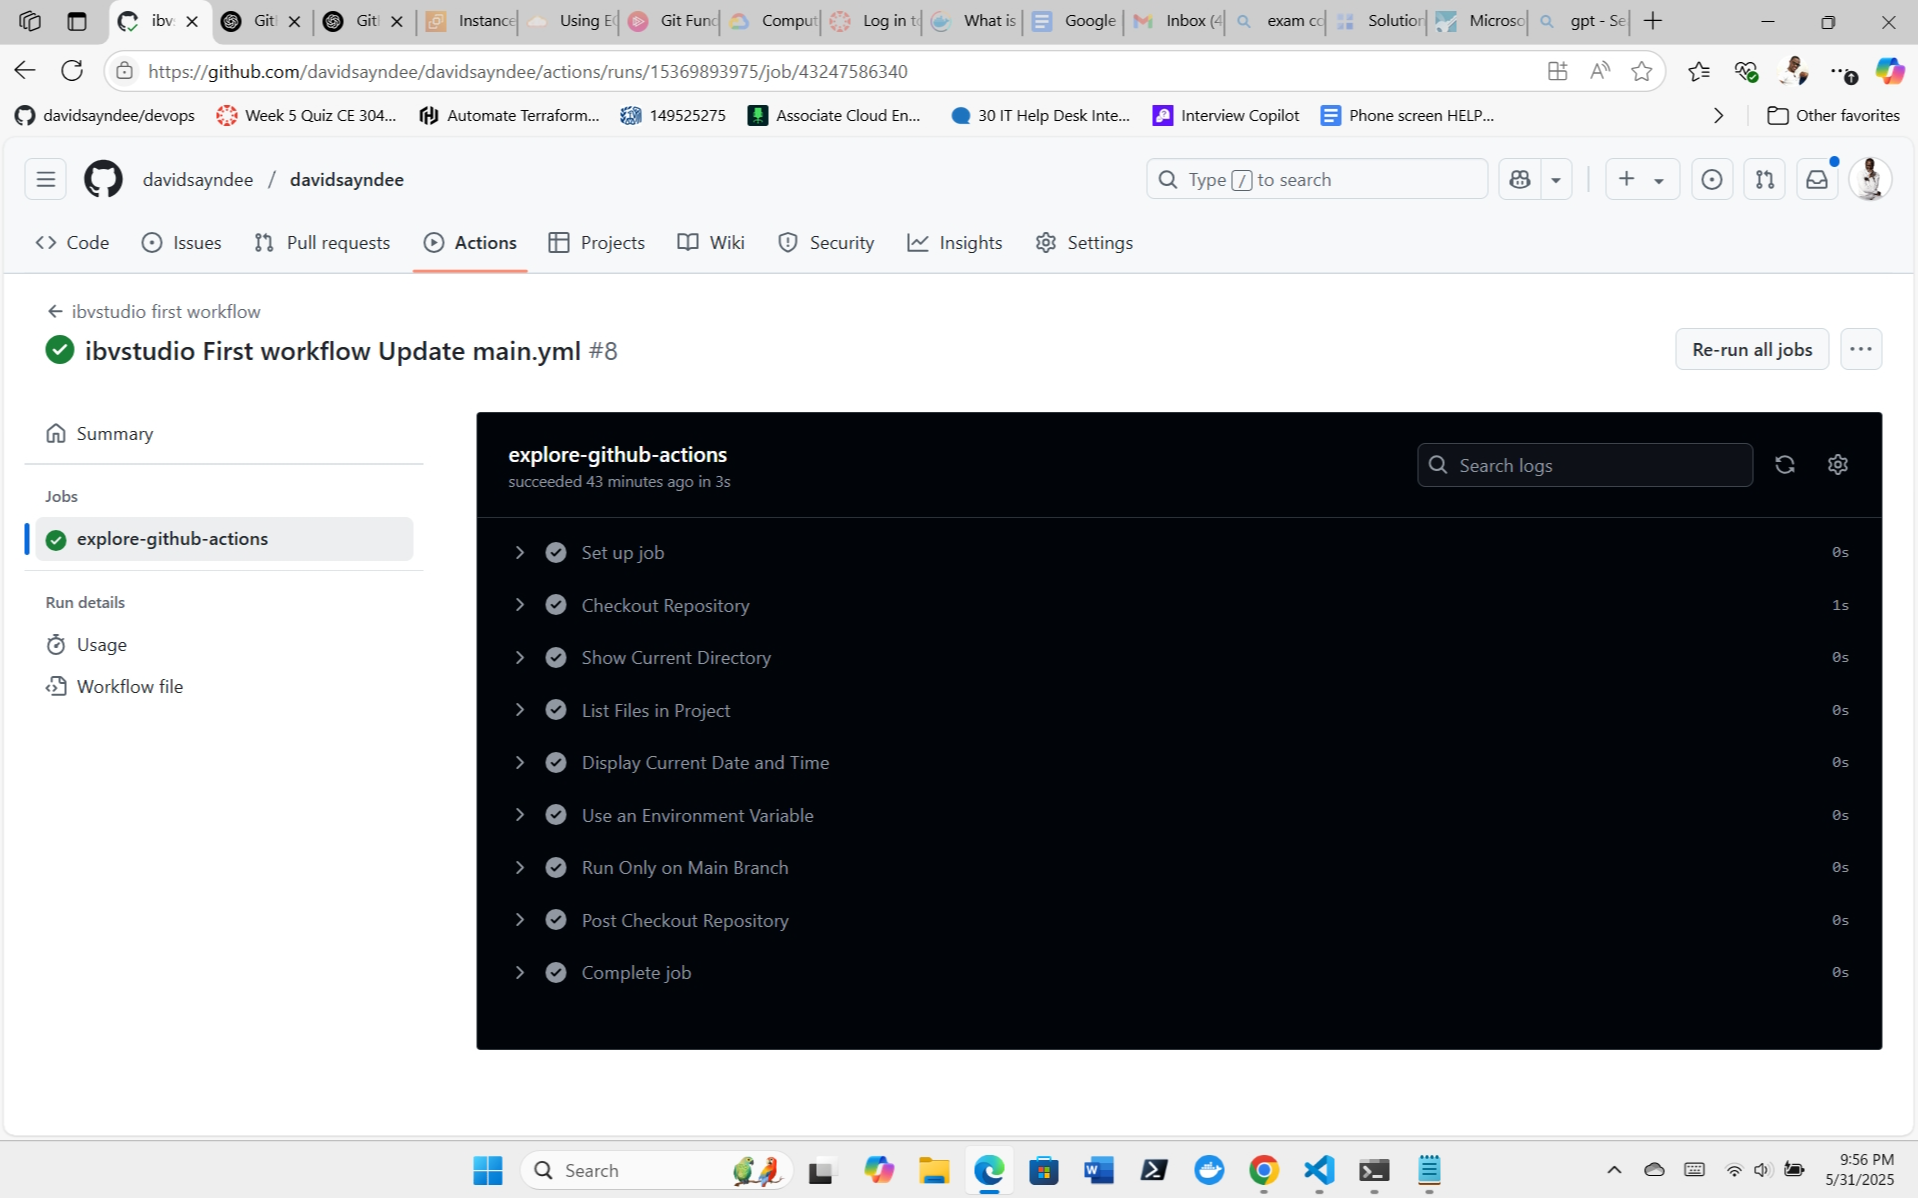 ibv
Git
Git
Instance
Using E
Git Func
Comput
Log in t
What is
Google
Inbox (4
exam co
Solution
Microso
gpt - Se
https://github.com/davidsayndee/davidsayndee/actions/runs/15369893975/job/43247586340
davidsayndee/devops
Week 5 Quiz CE 304...
Automate Terraform...
149525275
Associate Cloud En...
30 IT Help Desk Inte...
Interview Copilot
Phone screen HELP...
Other favorites
davidsayndee / davidsayndee
Type / to search
Code
Issues
Pull requests
Actions
Projects
Wiki
Security
Insights
Settings
ibvstudio first workflow
ibvstudio First workflow Update main.yml #8
Re-run all jobs
Summary
Jobs
explore-github-actions
Run details
Usage
Workflow file
explore-github-actions
succeeded 43 minutes ago in 3s
Search logs
Set up job 0s
Checkout Repository 1s
Show Current Directory 0s
List Files in Project 0s
Display Current Date and Time 0s
Use an Environment Variable 0s
Run Only on Main Branch 0s
Post Checkout Repository 0s
Complete job 0s
Search
9:56 PM
5/31/2025